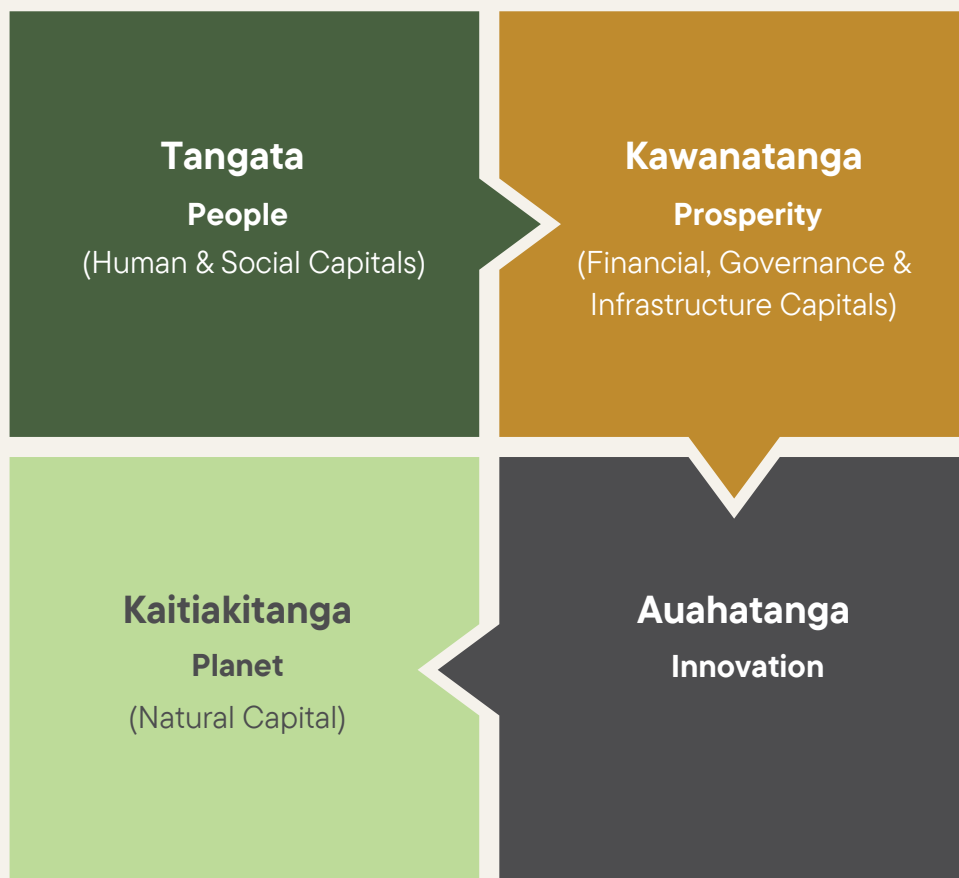 Tangata
People
(Human & Social Capitals)
Kawanatanga
Prosperity
(Financial, Governance &
Infrastructure Capitals)
Kaitiakitanga
Planet
(Natural Capital)
Auahatanga
Innovation